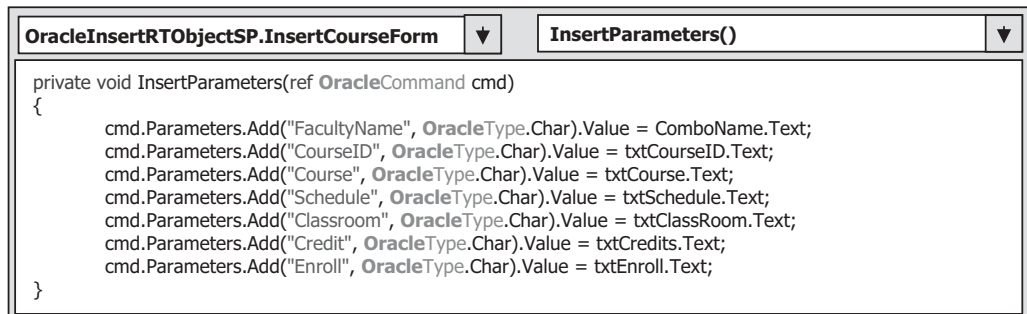 OracleInsertRTObjectSP.InsertCourseForm InsertParameters()
private void InsertParameters(ref OracleCommand cmd)
{
cmd.Parameters.Add("FacultyName", OracleType.Char).Value = ComboName.Text;
cmd.Parameters.Add("CourseID", OracleType.Char).Value = txtCourseID.Text;
cmd.Parameters.Add("Course", OracleType.Char).Value = txtCourse.Text;
cmd.Parameters.Add("Schedule", OracleType.Char).Value = txtSchedule.Text;
cmd.Parameters.Add("Classroom", OracleType.Char).Value = txtClassRoom.Text;
cmd.Parameters.Add("Credit", OracleType.Char).Value = txtCredits.Text;
cmd.Parameters.Add("Enroll", OracleType.Char).Value = txtEnroll.Text;
}